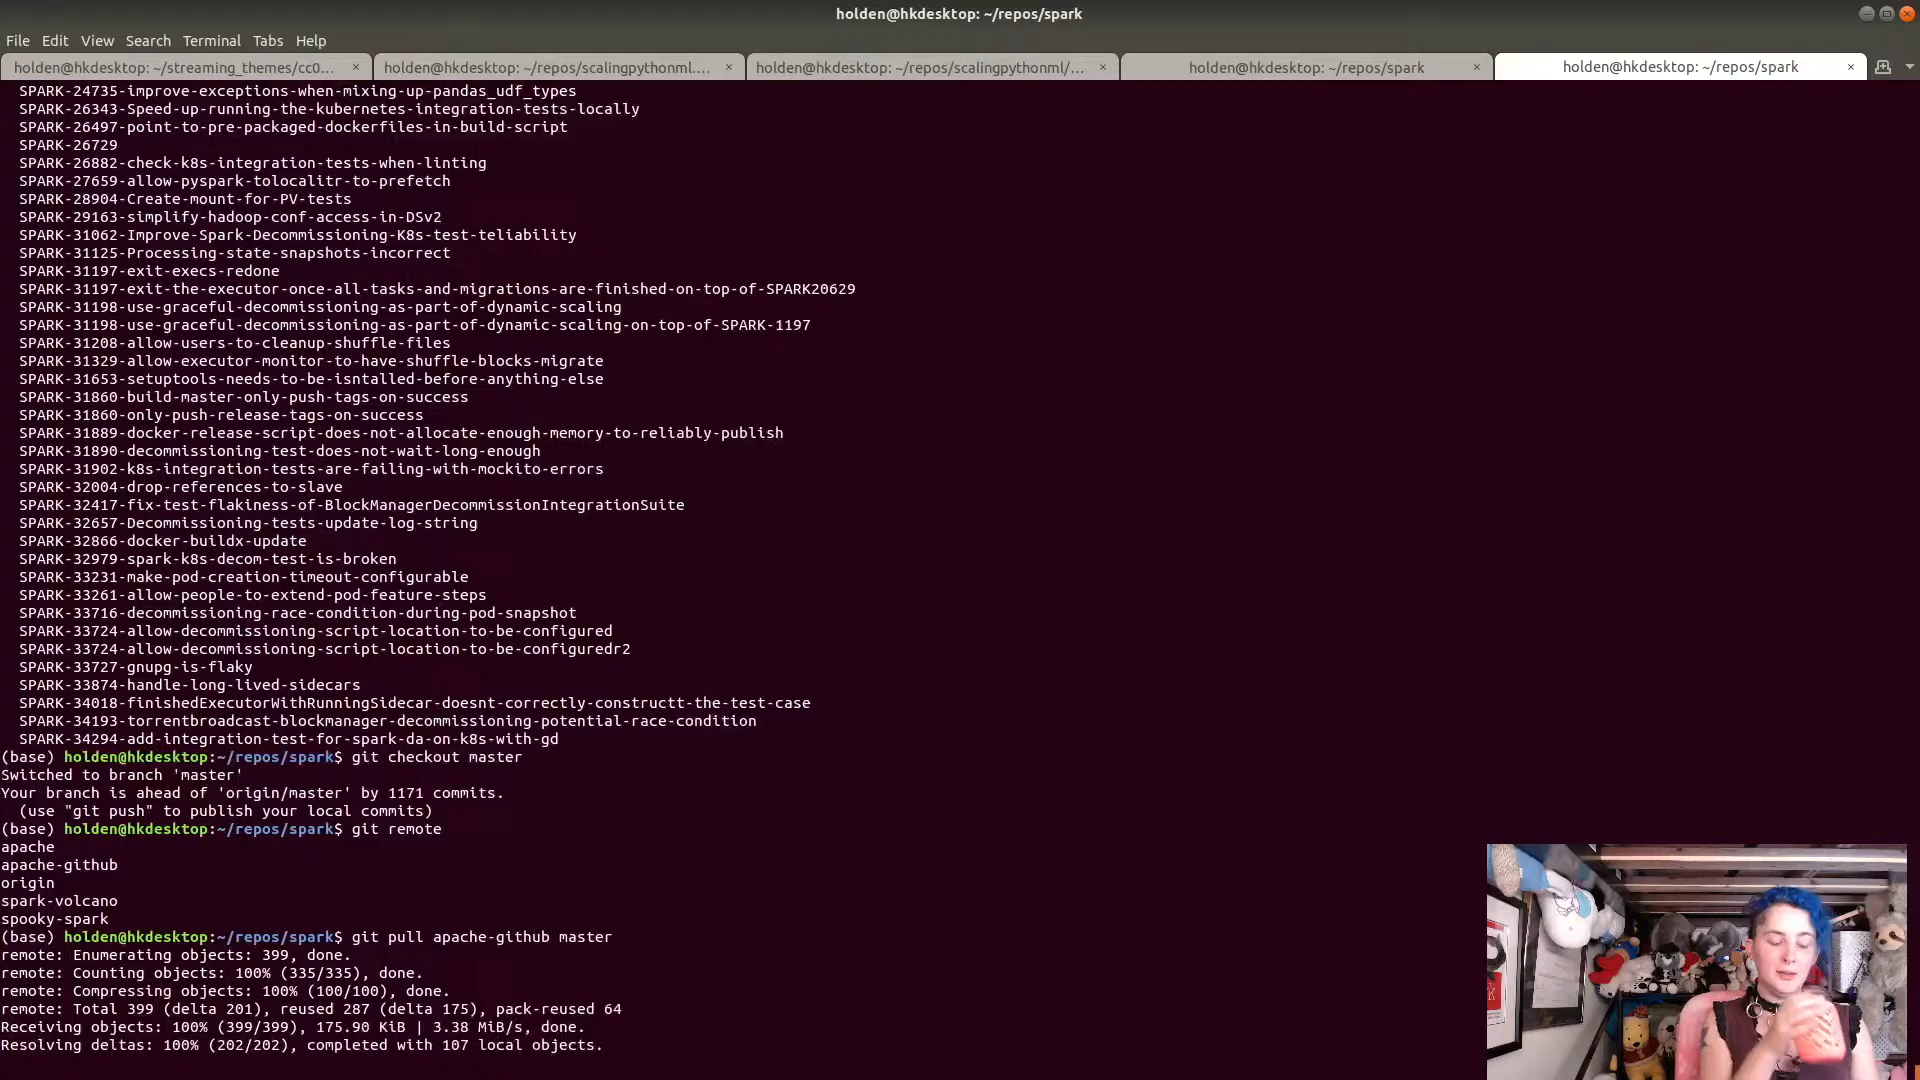 holden@hkdesktop: ~/repos/spark
File Edit View Search Terminal Tabs Help
holden@hkdesktop: ~/streaming_themes/cc0... × holden@hkdesktop: ~/repos/scalingpythonml.... × holden@hkdesktop: ~/repos/scalingpythonml/... × holden@hkdesktop: ~/repos/spark × holden@hkdesktop: ~/repos/spark ×
SPARK-24735-improve-exceptions-when-mixing-up-pandas_udf_types
SPARK-26343-Speed-up-running-the-kubernetes-integration-tests-locally
SPARK-26497-point-to-pre-packaged-dockerfiles-in-build-script
SPARK-26729
SPARK-26882-check-k8s-integration-tests-when-linting
SPARK-27659-allow-pyspark-tolocalitr-to-prefetch
SPARK-28904-Create-mount-for-PV-tests
SPARK-29163-simplify-hadoop-conf-access-in-DSv2
SPARK-31062-Improve-Spark-Decommissioning-K8s-test-teliability
SPARK-31125-Processing-state-snapshots-incorrect
SPARK-31197-exit-execs-redone
SPARK-31197-exit-the-executor-once-all-tasks-and-migrations-are-finished-on-top-of-SPARK20629
SPARK-31198-use-graceful-decommissioning-as-part-of-dynamic-scaling
SPARK-31198-use-graceful-decommissioning-as-part-of-dynamic-scaling-on-top-of-SPARK-1197
SPARK-31208-allow-users-to-cleanup-shuffle-files
SPARK-31329-allow-executor-monitor-to-have-shuffle-blocks-migrate
SPARK-31653-setuptools-needs-to-be-isntalled-before-anything-else
SPARK-31860-build-master-only-push-tags-on-success
SPARK-31860-only-push-release-tags-on-success
SPARK-31889-docker-release-script-does-not-allocate-enough-memory-to-reliably-publish
SPARK-31890-decommissioning-test-does-not-wait-long-enough
SPARK-31902-k8s-integration-tests-are-failing-with-mockito-errors
SPARK-32004-drop-references-to-slave
SPARK-32417-fix-test-flakiness-of-BlockManagerDecommissionIntegrationSuite
SPARK-32657-Decommissioning-tests-update-log-string
SPARK-32866-docker-buildx-update
SPARK-32979-spark-k8s-decom-test-is-broken
SPARK-33231-make-pod-creation-timeout-configurable
SPARK-33261-allow-people-to-extend-pod-feature-steps
SPARK-33716-decommissioning-race-condition-during-pod-snapshot
SPARK-33724-allow-decommissioning-script-location-to-be-configured
SPARK-33724-allow-decommissioning-script-location-to-be-configuredr2
SPARK-33727-gnupg-is-flaky
SPARK-33874-handle-long-lived-sidecars
SPARK-34018-finishedExecutorWithRunningSidecar-doesnt-correctly-constructt-the-test-case
SPARK-34193-torrentbroadcast-blockmanager-decommissioning-potential-race-condition
SPARK-34294-add-integration-test-for-spark-da-on-k8s-with-gd
(base) holden@hkdesktop:~/repos/spark$ git checkout master
Switched to branch 'master'
Your branch is ahead of 'origin/master' by 1171 commits.
(use "git push" to publish your local commits)
(base) holden@hkdesktop:~/repos/spark$ git remote
apache
apache-github
origin
spark-volcano
spooky-spark
(base) holden@hkdesktop:~/repos/spark$ git pull apache-github master
remote: Enumerating objects: 399, done.
remote: Counting objects: 100% (335/335), done.
remote: Compressing objects: 100% (100/100), done.
remote: Total 399 (delta 201), reused 287 (delta 175), pack-reused 64
Receiving objects: 100% (399/399), 175.90 KiB | 3.38 MiB/s, done.
Resolving deltas: 100% (202/202), completed with 107 local objects.